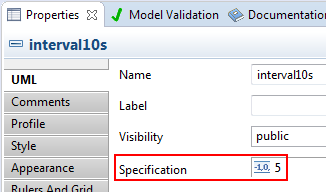 Properties Model Validation Documentatio
interval10s
UML
Comments
Profile
Style
Appearance
Rulers And Grid
Name interval10s
Label
Visibility public
Specification -1,0, 5